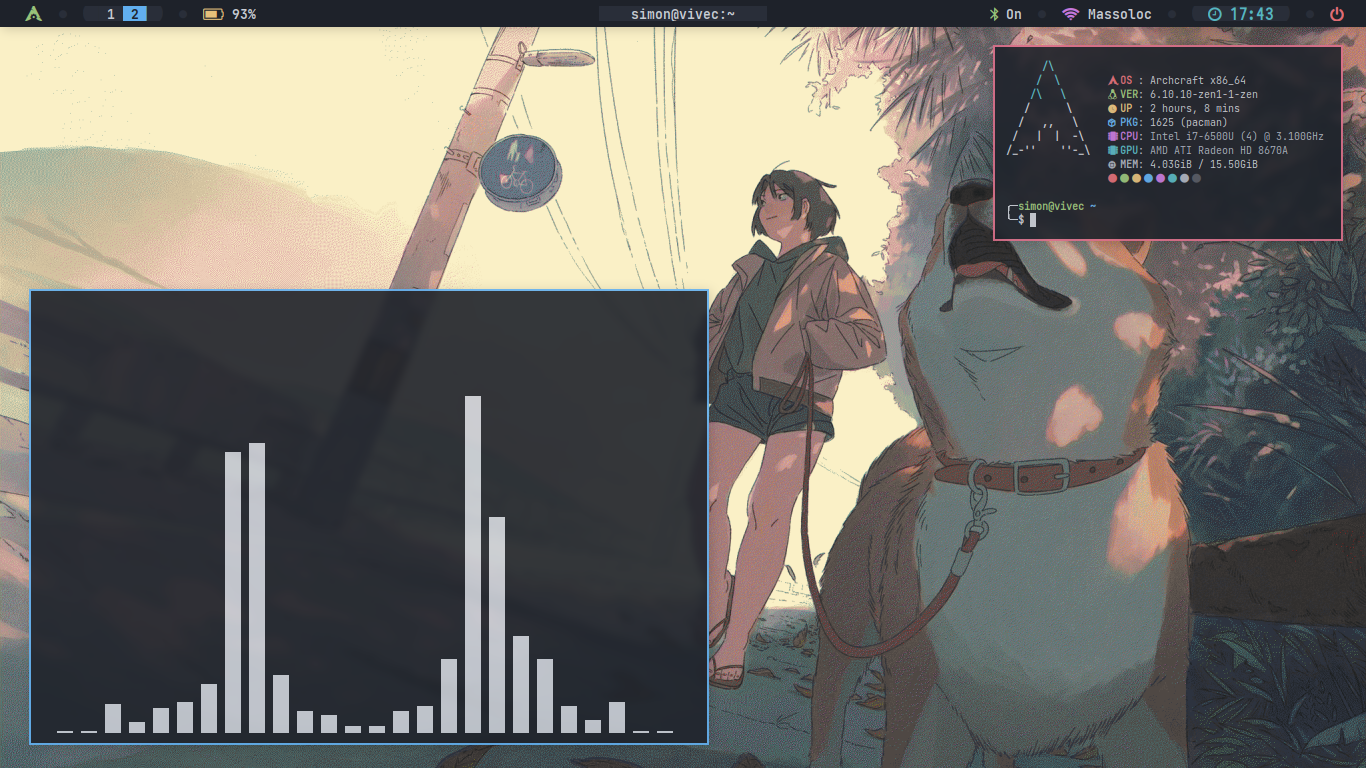 1 2 93% simon@vivec:~ On Massoloc 17:43
/\
/  \
/\   \
/      \
/   ,,   \
/   |  |  -\
/_-''    ''-_\
OS : Archcraft x86_64
VER: 6.10.10-zen1-1-zen
UP : 2 hours, 8 mins
PKG: 1625 (pacman)
CPU: Intel i7-6500U (4) @ 3.100GHz
GPU: AMD ATI Radeon HD 8670A
MEM: 4.03GiB / 15.50GiB
simon@vivec ~
$